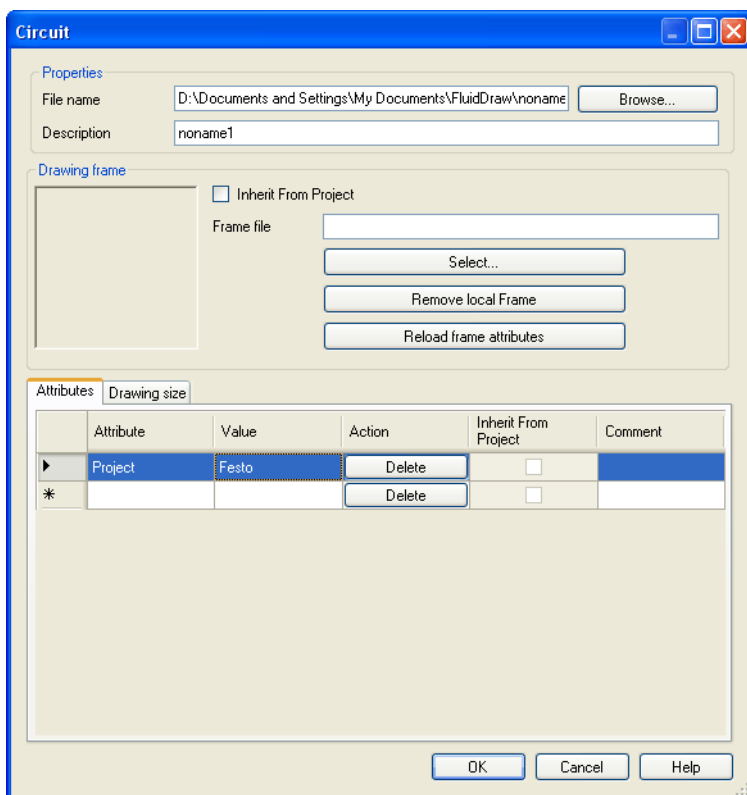 Circuit
Properties
File name D:\Documents and Settings\My Documents\FluidDraw\noname Browse...
Description noname1
Drawing frame
Inherit From Project
Frame file
Select...
Remove local Frame
Reload frame attributes
Attributes Drawing size
Attribute Value Action Inherit From Project Comment
Project Festo Delete
Delete
OK Cancel Help